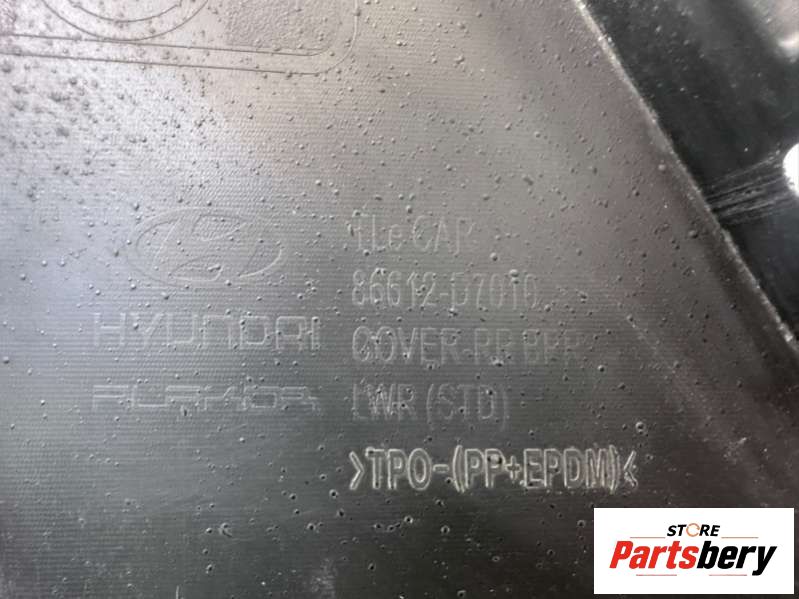 TLe CAR
86612-D7010
HYUNDAI
COVER-RR BPR
LWR (STD)
>TPO-(PP+EPDM)<
STORE
Partsbery